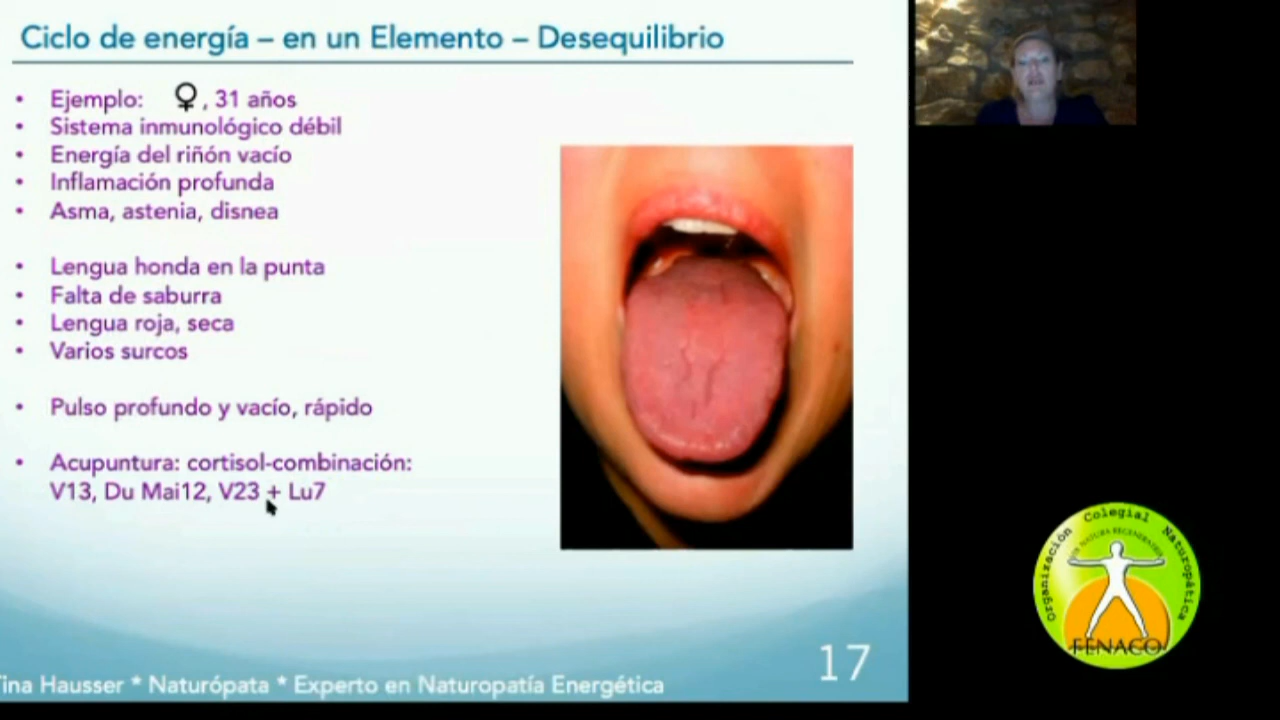 Ciclo de energía – en un Elemento – Desequilibrio
• Ejemplo: ♀, 31 años
• Sistema inmunológico débil
• Energía del riñón vacío
• Inflamación profunda
• Asma, astenia, disnea
• Lengua honda en la punta
• Falta de saburra
• Lengua roja, seca
• Varios surcos
• Pulso profundo y vacío, rápido
• Acupuntura: cortisol-combinación:
V13, Du Mai12, V23 + Lu7
17
Tina Hausser * Naturópata * Experto en Naturopatía Energética
Organización Colegial Naturopática
NATURA
FENACO